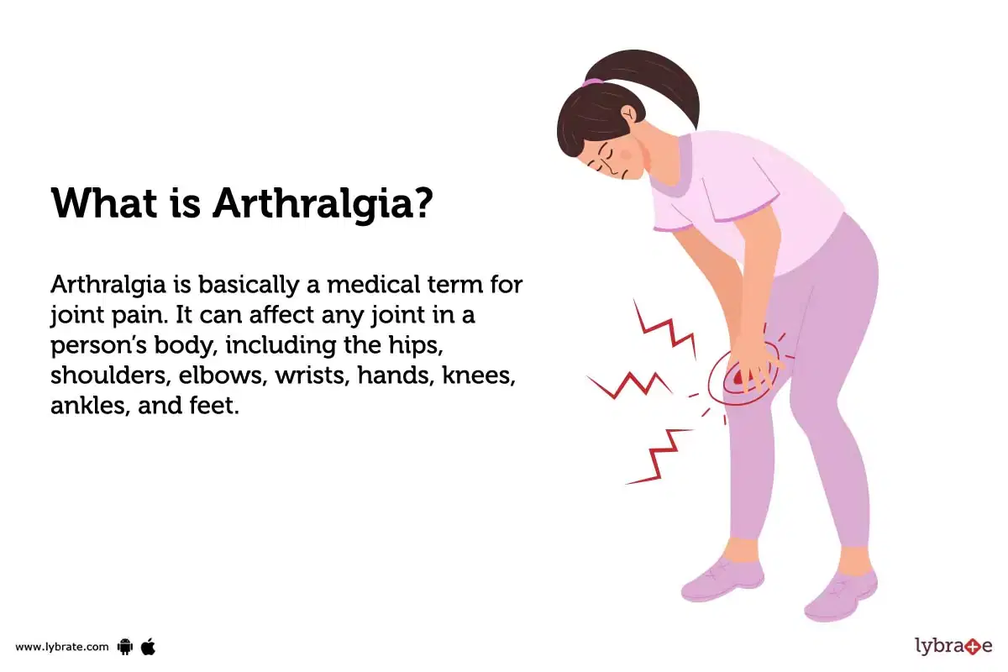 What is Arthralgia?
Arthralgia is basically a medical term for
joint pain. It can affect any joint in a
person's body, including the hips,
shoulders, elbows, wrists, hands, knees,
ankles, and feet.
www.lybrate.com
lybrate